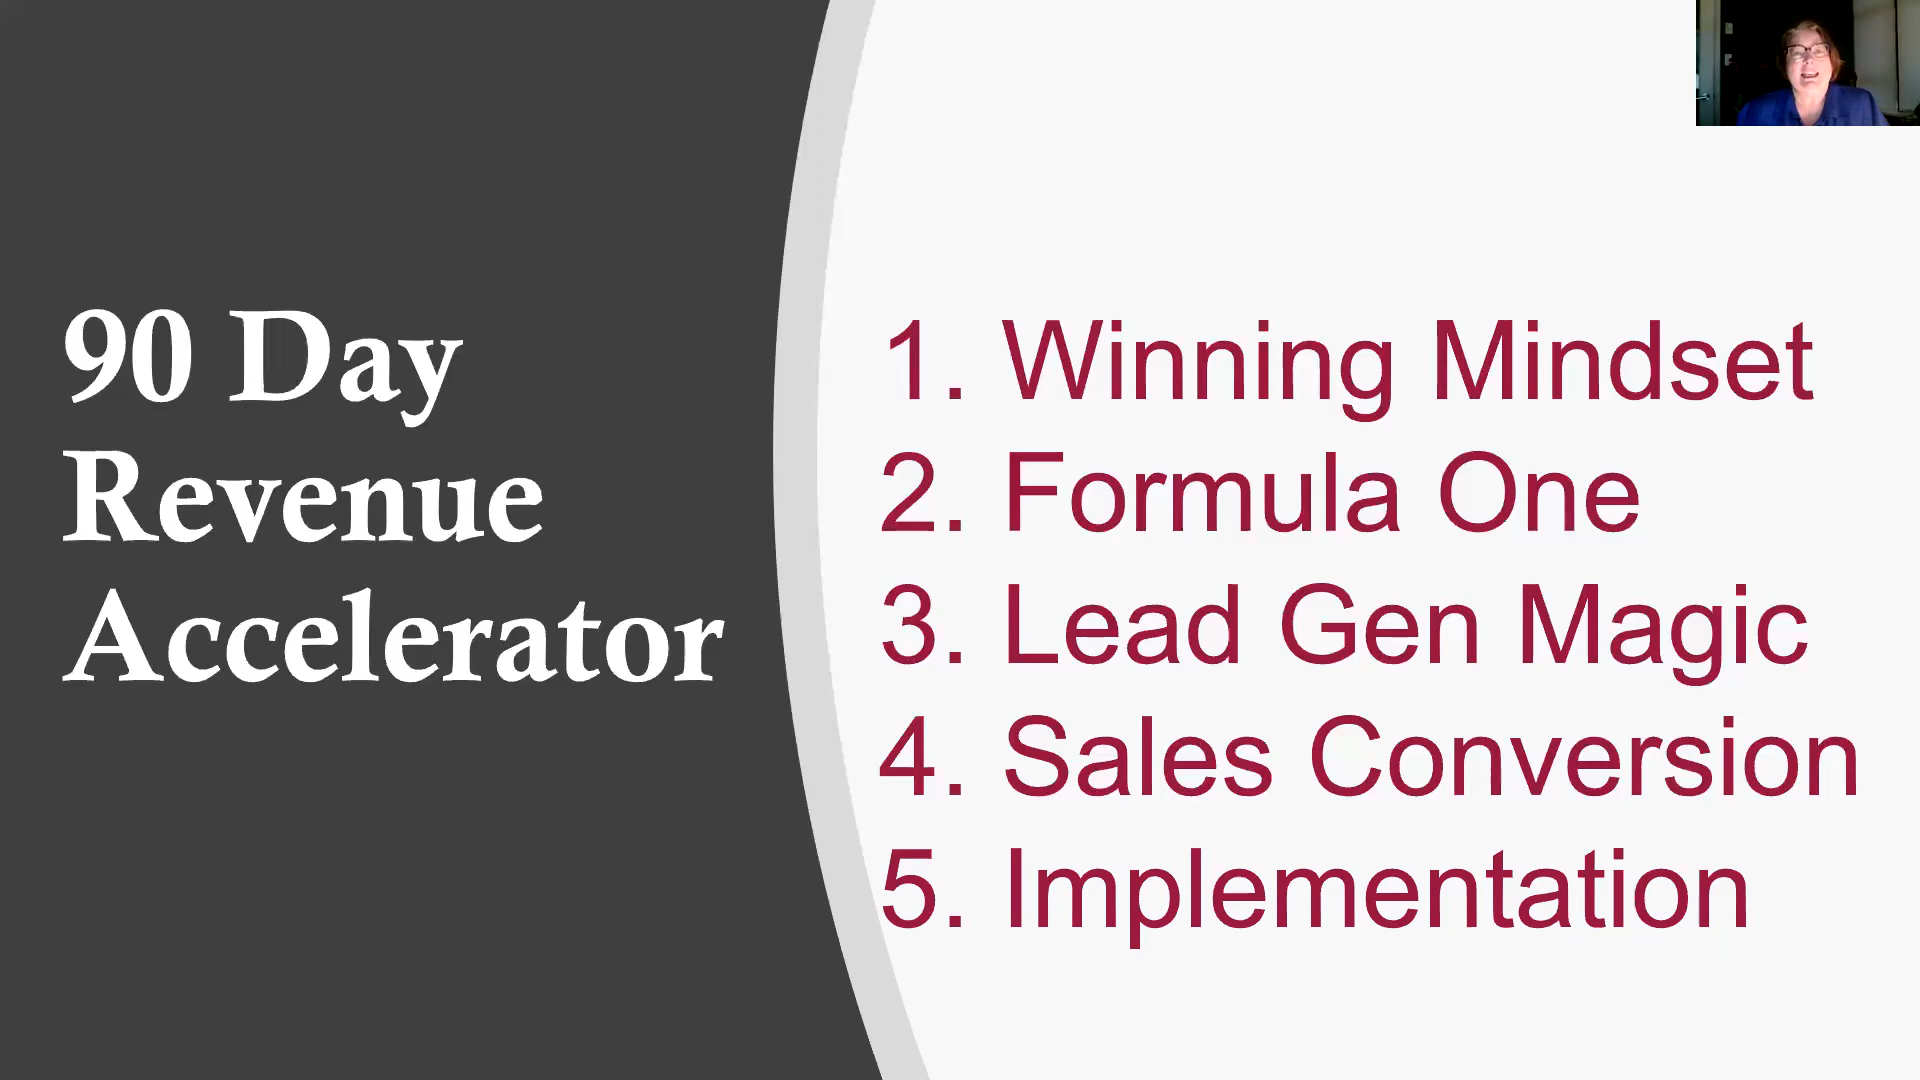 90 Day
Revenue
Accelerator
1. Winning Mindset
2. Formula One
3. Lead Gen Magic
4. Sales Conversion
5. Implementation